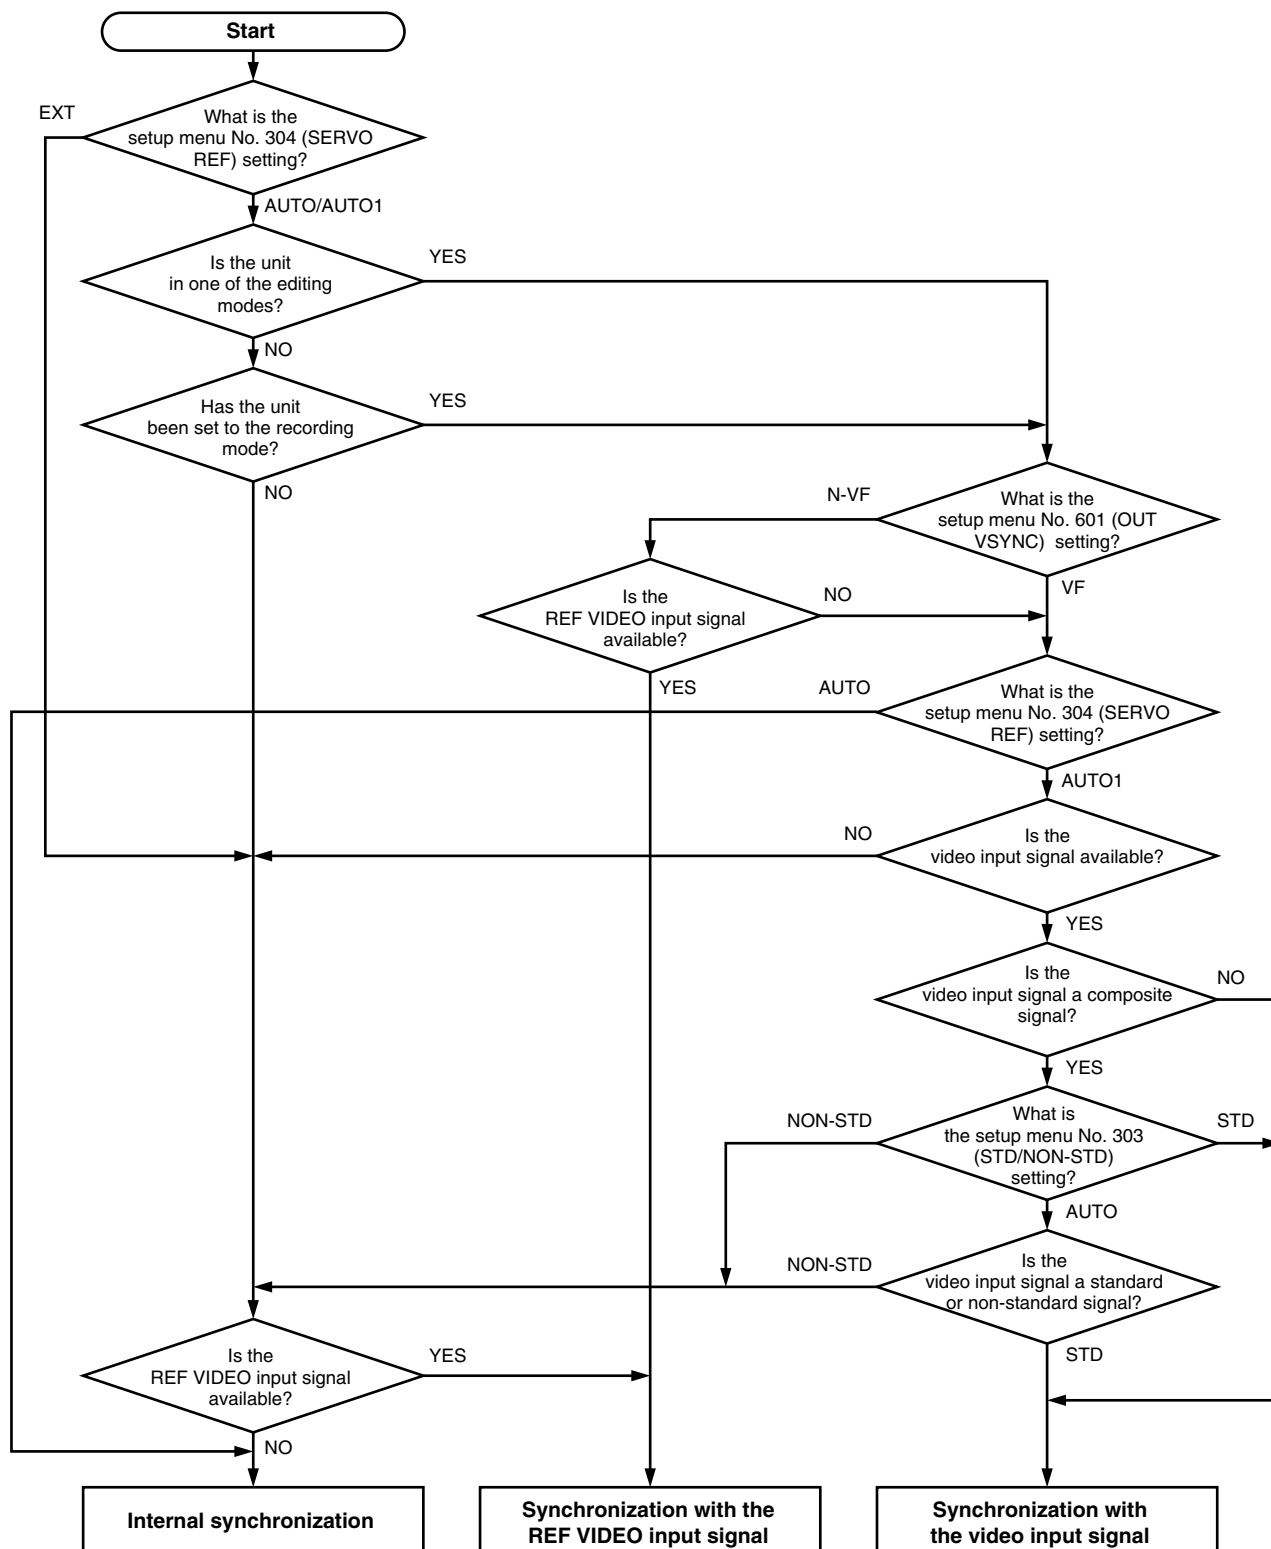 Start
EXT
What is the
setup menu No. 304 (SERVO
REF) setting?
AUTO/AUTO1
Is the unit
in one of the editing
modes?
YES
NO
Has the unit
been set to the recording
mode?
YES
NO
N-VF
What is the
setup menu No. 601 (OUT
VSYNC) setting?
VF
Is the
REF VIDEO input signal
available?
NO
YES
AUTO
What is the
setup menu No. 304 (SERVO
REF) setting?
AUTO1
NO
Is the
video input signal available?
YES
Is the
video input signal a composite
signal?
NO
YES
NON-STD
What is
the setup menu No. 303
(STD/NON-STD)
setting?
STD
AUTO
NON-STD
Is the
video input signal a standard
or non-standard signal?
STD
Is the
REF VIDEO input signal
available?
YES
NO
Internal synchronization
Synchronization with the
REF VIDEO input signal
Synchronization with
the video input signal